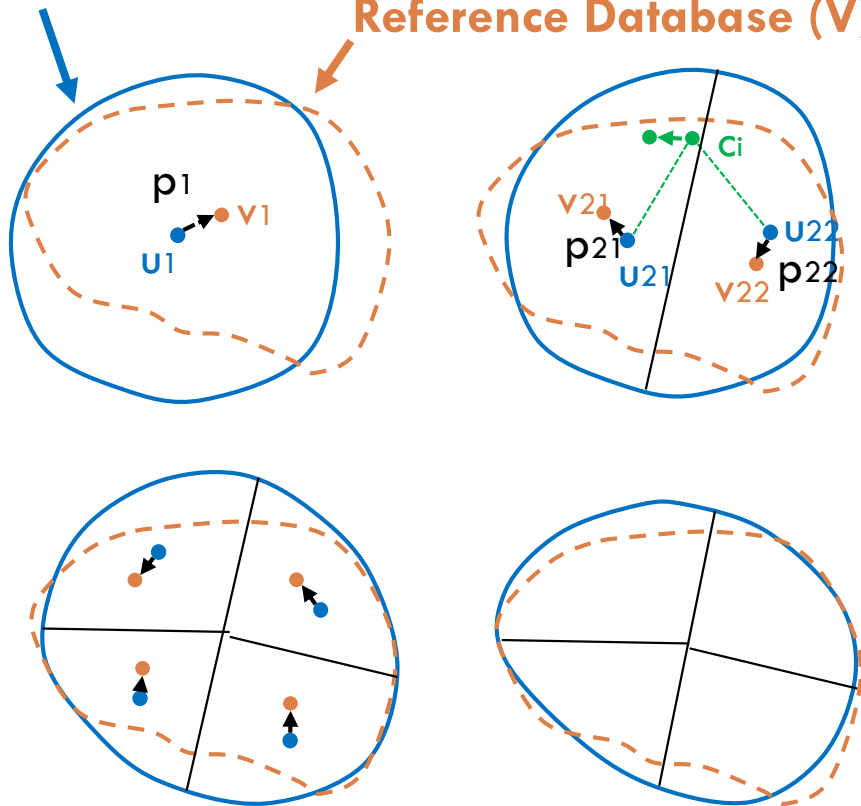 Reference Database (V)
p1
v1
u1
ci
v21
u22
p21
u21
p22
v22